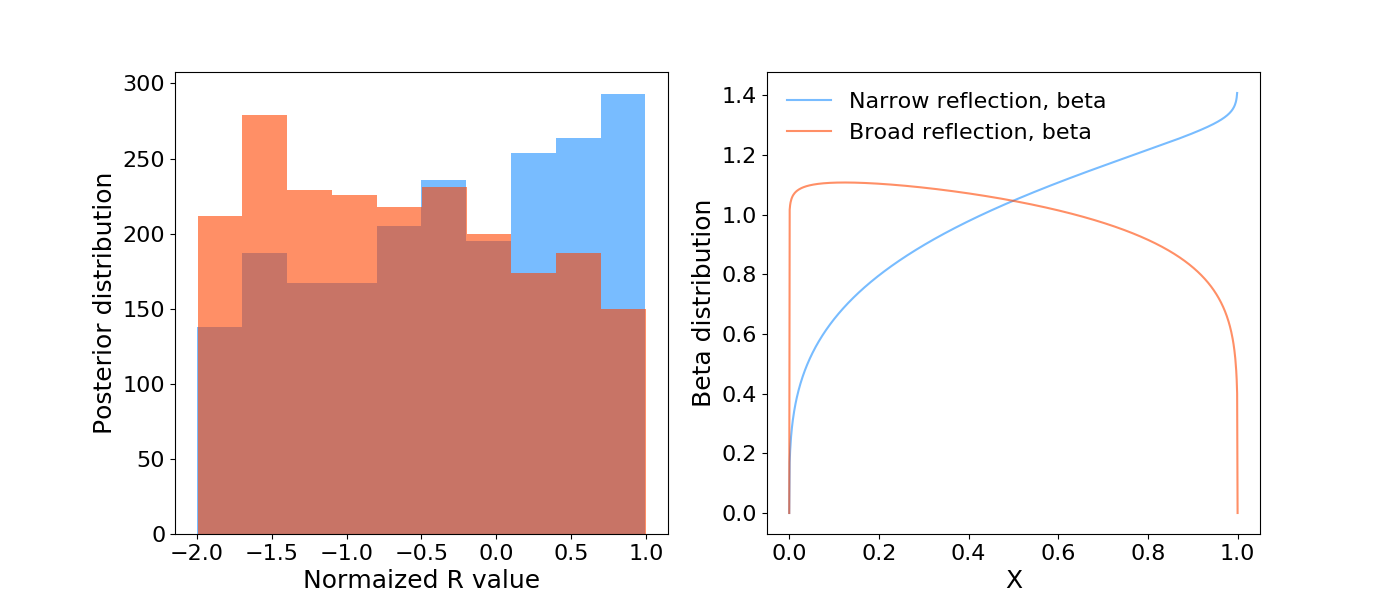 300
250
200
150
100
50
0
−2.0 −1.5 −1.0 −0.5 0.0 0.5 1.0
Normaized R value
Posterior distribution
Narrow reflection, beta
Broad reflection, beta
1.4
1.2
1.0
0.8
0.6
0.4
0.2
0.0
0.0 0.2 0.4 0.6 0.8 1.0
X
Beta distribution